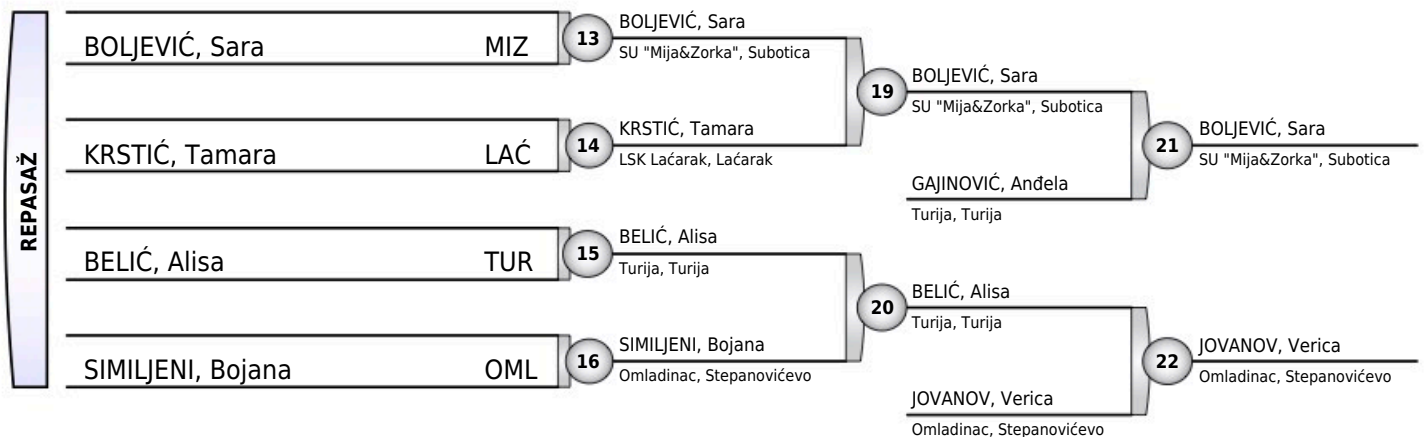 REPASAŽ
BOLJEVIĆ, Sara MIZ
13
BOLJEVIĆ, Sara
SU "Mija&Zorka", Subotica
KRSTIĆ, Tamara LAĆ
14
KRSTIĆ, Tamara
LSK Laćarak, Laćarak
BELIĆ, Alisa TUR
15
BELIĆ, Alisa
Turija, Turija
SIMILJENI, Bojana OML
16
SIMILJENI, Bojana
Omladinac, Stepanovićevo
19
BOLJEVIĆ, Sara
SU "Mija&Zorka", Subotica
GAJINOVIĆ, Anđela
Turija, Turija
20
BELIĆ, Alisa
Turija, Turija
JOVANOV, Verica
Omladinac, Stepanovićevo
21
BOLJEVIĆ, Sara
SU "Mija&Zorka", Subotica
22
JOVANOV, Verica
Omladinac, Stepanovićevo